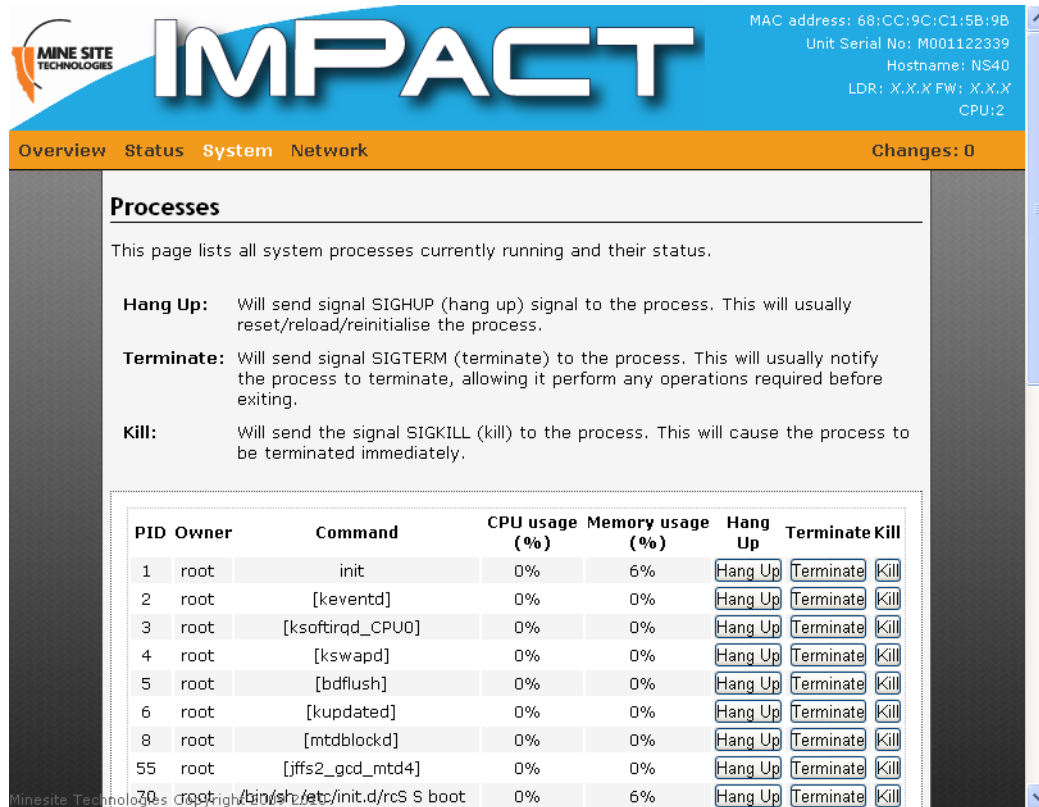 MINE SITE
TECHNOLOGIES
IMPACT
MAC address: 68:CC:9C:C1:5B:9B
Unit Serial No: M001122339
Hostname: NS40
LDR: X.X.X FW: X.X.X
CPU:2
Overview Status System Network Changes: 0
Processes
This page lists all system processes currently running and their status.
Hang Up: Will send signal SIGHUP (hang up) signal to the process. This will usually
reset/reload/reinitialise the process.
Terminate: Will send signal SIGTERM (terminate) to the process. This will usually notify
the process to terminate, allowing it perform any operations required before
exiting.
Kill: Will send the signal SIGKILL (kill) to the process. This will cause the process to
be terminated immediately.
PID Owner Command CPU usage (%) Memory usage (%) Hang Up Terminate Kill
1 root init 0% 6% Hang Up Terminate Kill
2 root [keventd] 0% 0% Hang Up Terminate Kill
3 root [ksoftirqd_CPU0] 0% 0% Hang Up Terminate Kill
4 root [kswapd] 0% 0% Hang Up Terminate Kill
5 root [bdflush] 0% 0% Hang Up Terminate Kill
6 root [kupdated] 0% 0% Hang Up Terminate Kill
8 root [mtdblockd] 0% 0% Hang Up Terminate Kill
55 root [jffs2_gcd_mtd4] 0% 0% Hang Up Terminate Kill
70 root /bin/sh /etc/init.d/rcS S boot 0% 6% Hang Up Terminate Kill
Minesite Technologies Copyright 2009